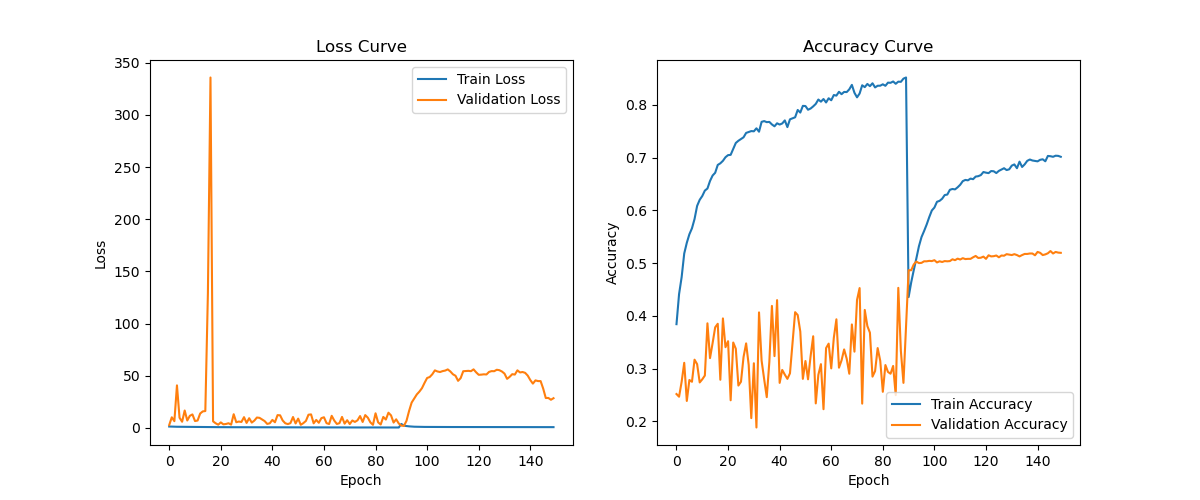 Loss Curve
350
300
250
200
150
100
50
0
Loss
0 20 40 60 80 100 120 140
Epoch
Train Loss
Validation Loss
Accuracy Curve
0.8
0.7
0.6
0.5
0.4
0.3
0.2
Accuracy
0 20 40 60 80 100 120 140
Epoch
Train Accuracy
Validation Accuracy